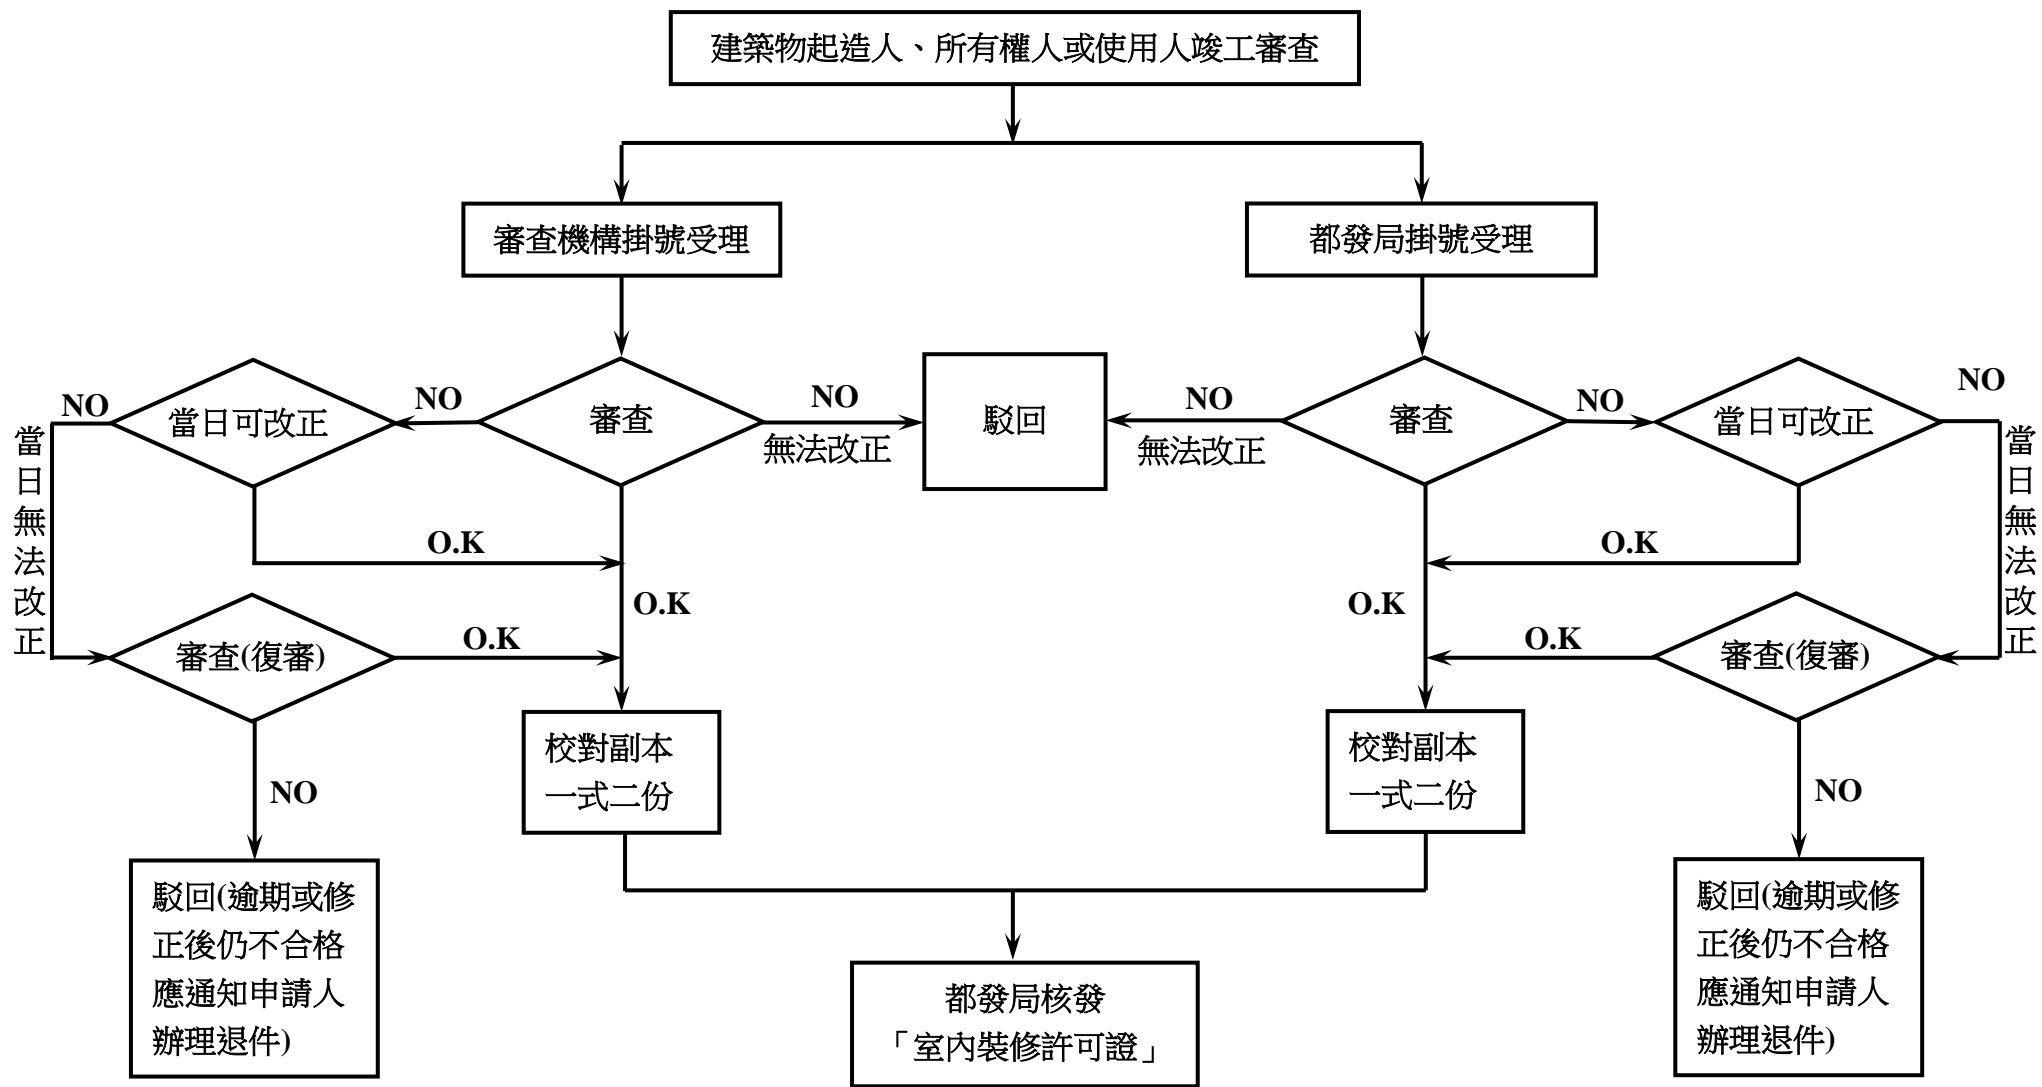 建築物起造人、所有權人或使用人竣工審查
審查機構掛號受理
都發局掛號受理
NO
當日可改正
NO
審查
NO
無法改正
駁回
NO
無法改正
審查
NO
當日可改正
NO
當日無法改正
當日無法改正
O.K
O.K
O.K
O.K
審查(復審)
O.K
O.K
審查(復審)
校對副本
一式二份
校對副本
一式二份
NO
NO
駁回(逾期或修
正後仍不合格
應通知申請人
辦理退件)
都發局核發
「室內裝修許可證」
駁回(逾期或修
正後仍不合格
應通知申請人
辦理退件)